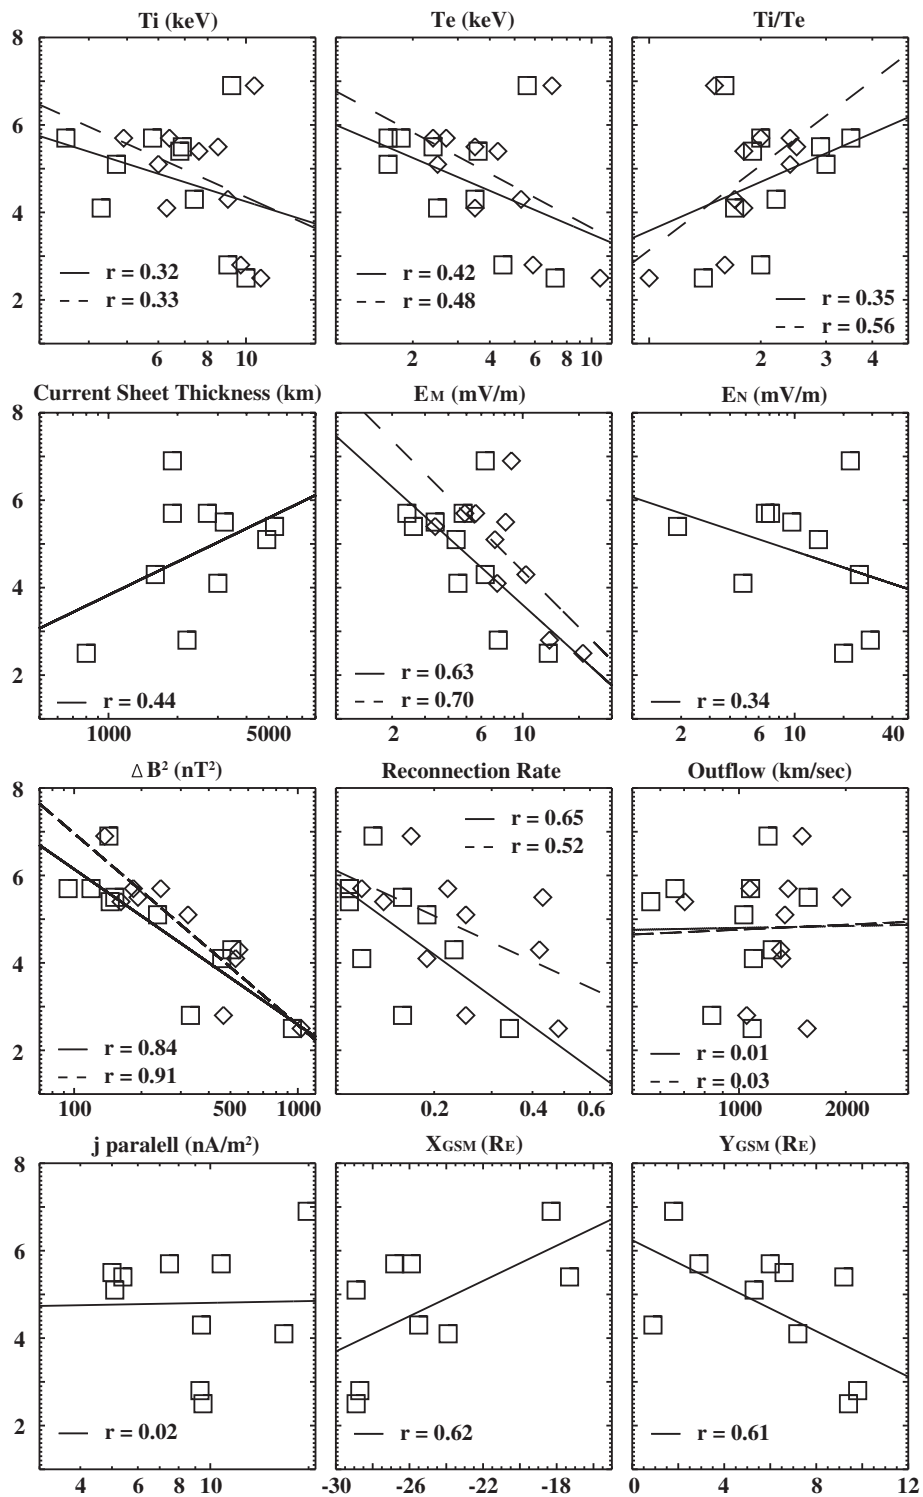 Ti (keV) Te (keV) Ti/Te
8
6
4
2
r = 0.32
r = 0.33
r = 0.42
r = 0.48
r = 0.35
r = 0.56
6 8 10 2 4 6 8 10 2 3 4
Current Sheet Thickness (km) EM (mV/m) EN (mV/m)
8
6
4
2
r = 0.44
r = 0.63
r = 0.70
r = 0.34
1000 5000 2 6 10 2 10 40
Δ B² (nT²) Reconnection Rate Outflow (km/sec)
8
6
4
2
r = 0.84
r = 0.91
r = 0.65
r = 0.52
r = 0.01
r = 0.03
100 500 1000 0.2 0.4 0.6 1000 2000
j paralell (nA/m²) XGSM (RE) YGSM (RE)
8
6
4
2
r = 0.02
r = 0.62
r = 0.61
4 6 8 10 -30 -26 -22 -18 0 4 8 12